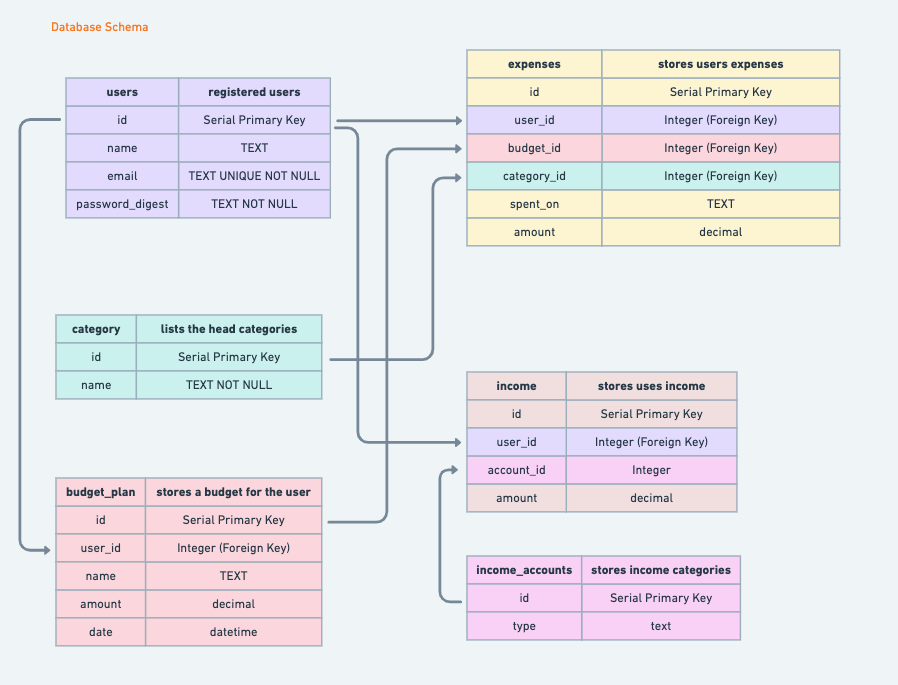 Database Schema
users registered users
id Serial Primary Key
name TEXT
email TEXT UNIQUE NOT NULL
password_digest TEXT NOT NULL
expenses stores users expenses
id Serial Primary Key
user_id Integer (Foreign Key)
budget_id Integer (Foreign Key)
category_id Integer (Foreign Key)
spent_on TEXT
amount decimal
category lists the head categories
id Serial Primary Key
name TEXT NOT NULL
income stores uses income
id Serial Primary Key
user_id Integer (Foreign Key)
account_id Integer
amount decimal
budget_plan stores a budget for the user
id Serial Primary Key
user_id Integer (Foreign Key)
name TEXT
amount decimal
date datetime
income_accounts stores income categories
id Serial Primary Key
type text